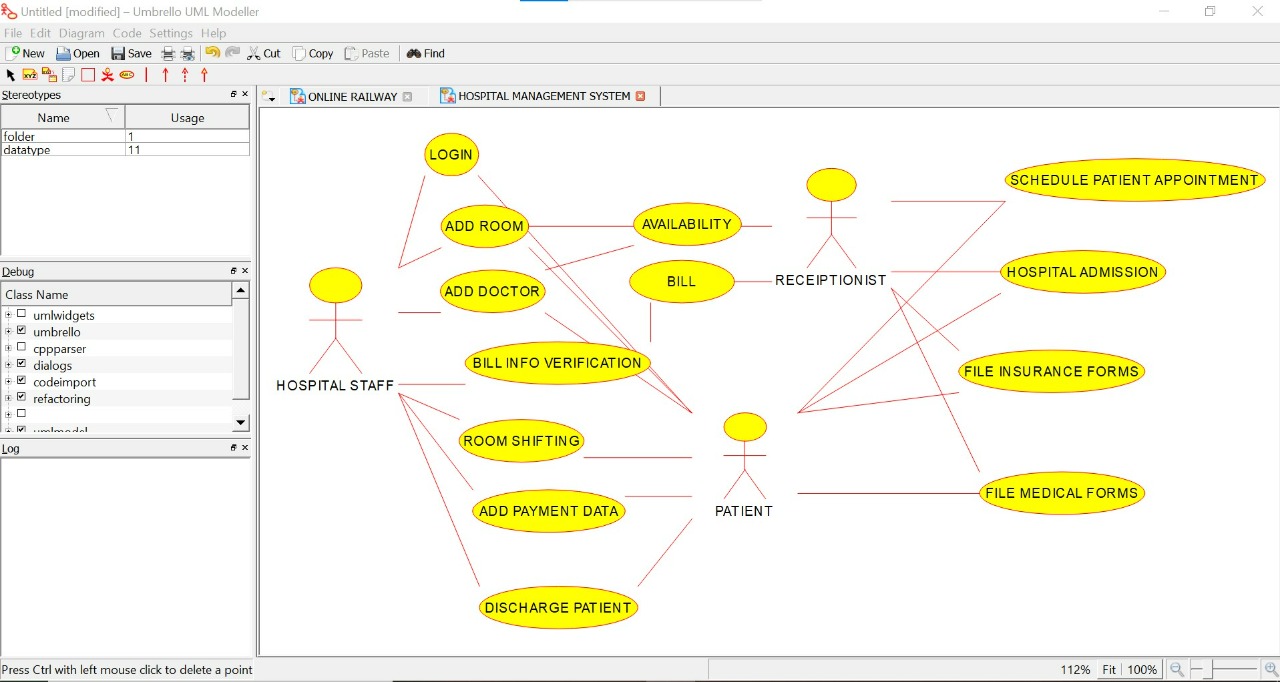 Untitled [modified] – Umbrello UML Modeller
File Edit Diagram Code Settings Help
New Open Save Cut Copy Paste Find
Stereotypes
Name Usage
folder 1
datatype 11
Debug
Class Name
umlwidgets
umbrello
cppparser
dialogs
codeimport
refactoring
Log
ONLINE RAILWAY
HOSPITAL MANAGEMENT SYSTEM
LOGIN
SCHEDULE PATIENT APPOINTMENT
ADD ROOM
AVAILABILITY
HOSPITAL ADMISSION
BILL
RECEIPTIONIST
ADD DOCTOR
BILL INFO VERIFICATION
FILE INSURANCE FORMS
HOSPITAL STAFF
ROOM SHIFTING
FILE MEDICAL FORMS
ADD PAYMENT DATA
PATIENT
DISCHARGE PATIENT
Press Ctrl with left mouse click to delete a point
112% Fit 100%